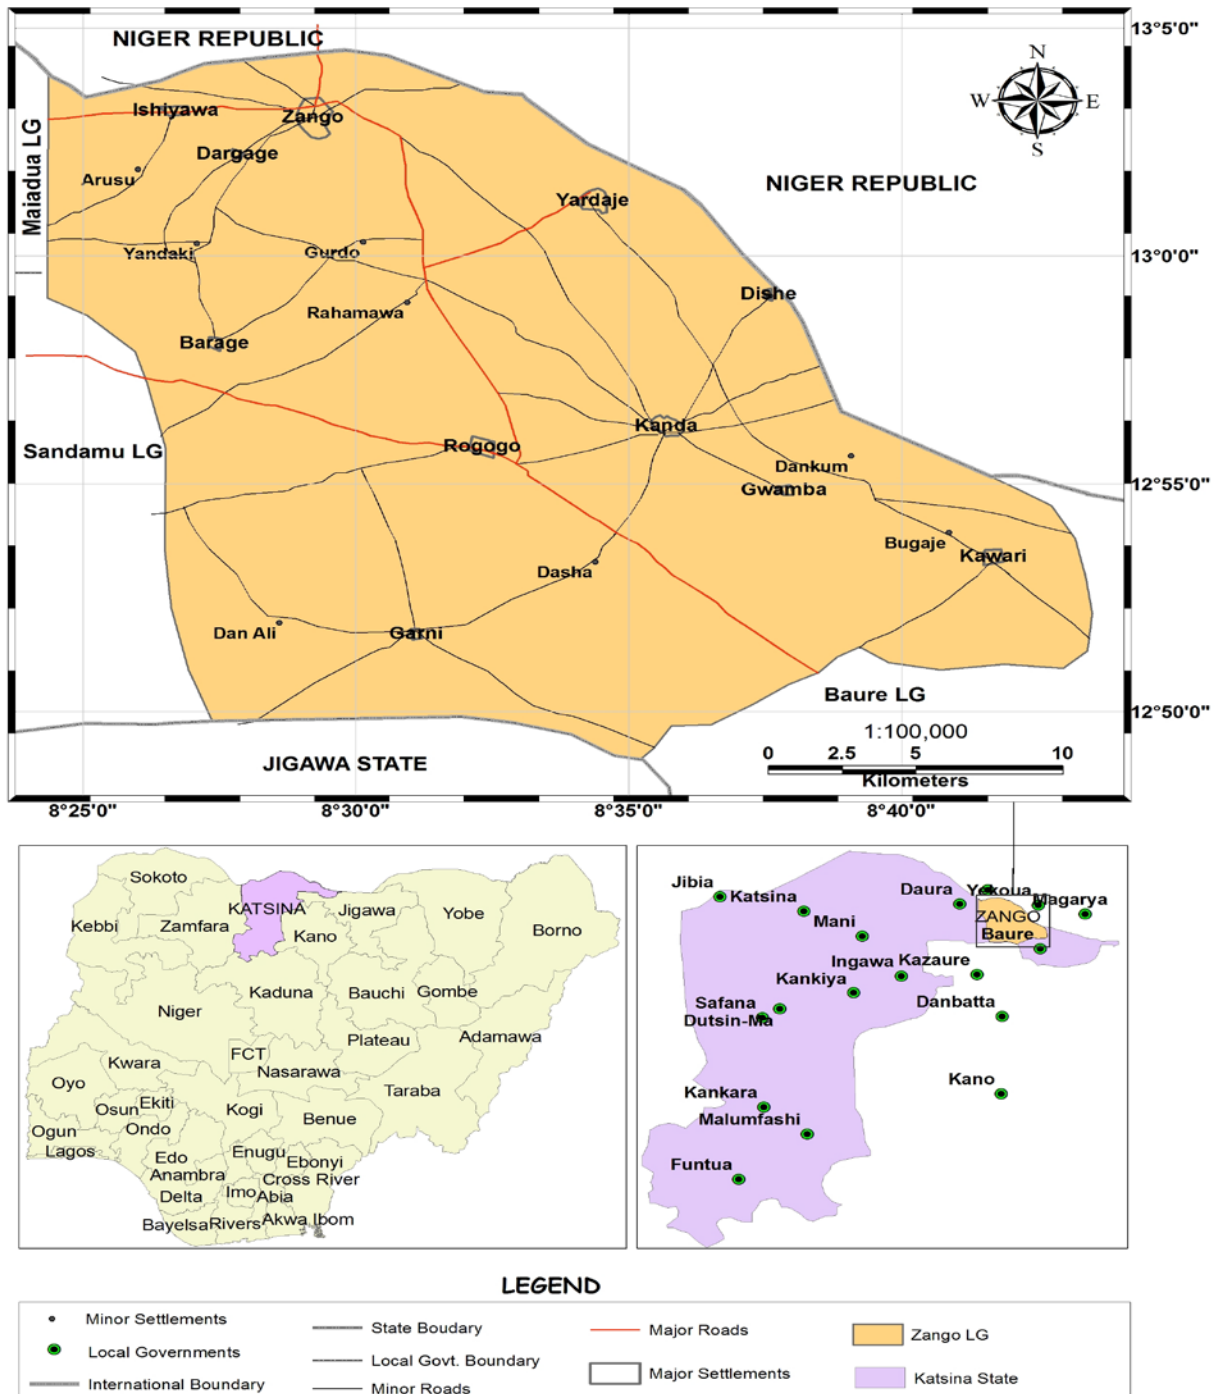 NIGER REPUBLIC
13°5'0"
N
W
E
S
Ishiyawa
Zango
Maiadua LG
Dargage
Arusu
NIGER REPUBLIC
Yardaje
Yandaki
Gurdo
13°0'0"
Dishe
Rahamawa
Barage
Kanda
Sandamu LG
Rogogo
Dankum
Gwamba
12°55'0"
Bugaje
Kawari
Dasha
Dan Ali
Garni
Baure LG
12°50'0"
1:100,000
0 2.5 5 10
Kilometers
JIGAWA STATE
8°25'0" 8°30'0" 8°35'0" 8°40'0"
Sokoto
KATSINA
Jigawa
Yobe
Kebbi
Zamfara
Kano
Borno
Kaduna
Bauchi
Gombe
Niger
Adamawa
Plateau
FCT
Kwara
Nasarawa
Oyo
Taraba
Osun
Ekiti
Kogi
Benue
Ogun
Ondo
Lagos
Edo
Enugu
Ebonyi
Anambra
Cross River
Delta
Imo
Abia
Bayelsa
Rivers
Akwa Ibom
Jibia
Katsina
Daura
Yekoua
Magarya
Mani
ZANGO
Baure
Ingawa
Kazaure
Kankiya
Safana
Danbatta
Dutsin-Ma
Kano
Kankara
Malumfashi
Funtua
LEGEND
Minor Settlements
Local Governments
International Boundary
State Boudary
Local Govt. Boundary
Minor Roads
Major Roads
Major Settlements
Zango LG
Katsina State